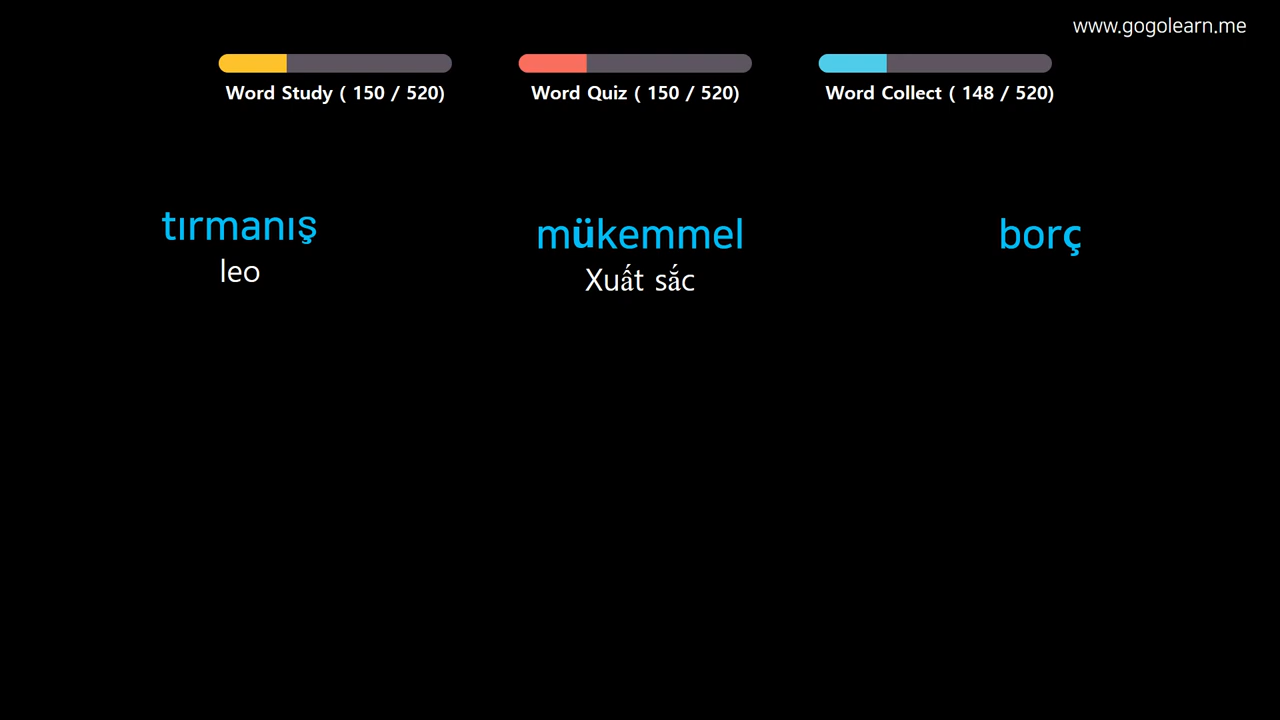 www.gogolearn.me
Word Study ( 150 / 520)
Word Quiz ( 150 / 520)
Word Collect ( 148 / 520)
tırmanış
leo
mükemmel
Xuất sắc
borç